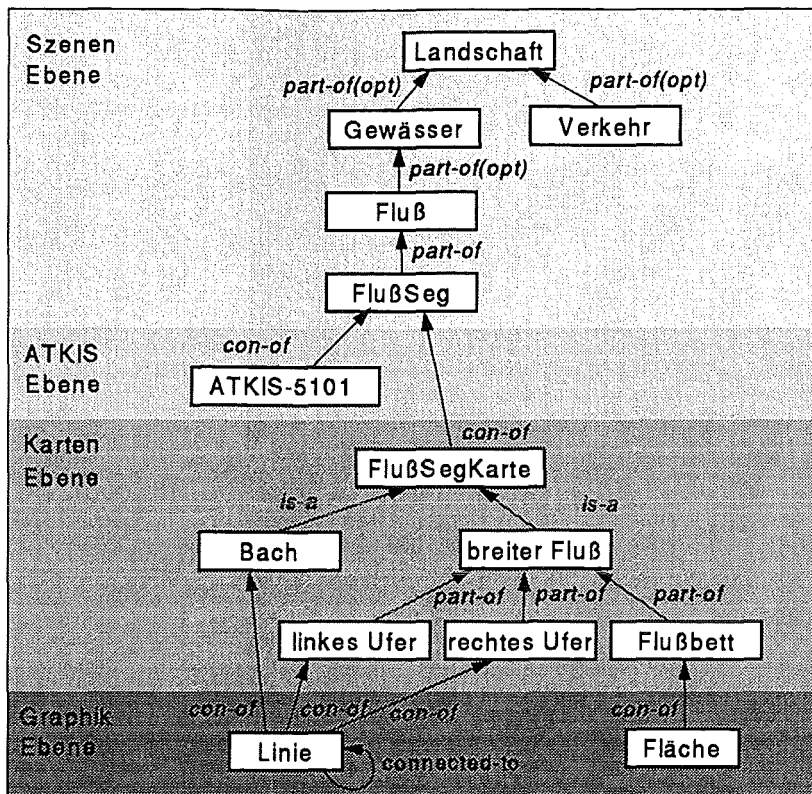 Szenen
Ebene
Landschaft
part-of(opt)
part-of(opt)
Gewässer
Verkehr
part-of(opt)
Fluß
part-of
FlußSeg
ATKIS
Ebene
con-of
ATKIS-5101
Karten
Ebene
con-of
FlußSegKarte
is-a
is-a
Bach
breiter Fluß
part-of
part-of
part-of
linkes Ufer
rechtes Ufer
Flußbett
Graphik
Ebene
con-of
con-of
con-of
con-of
Linie
connected-to
Fläche